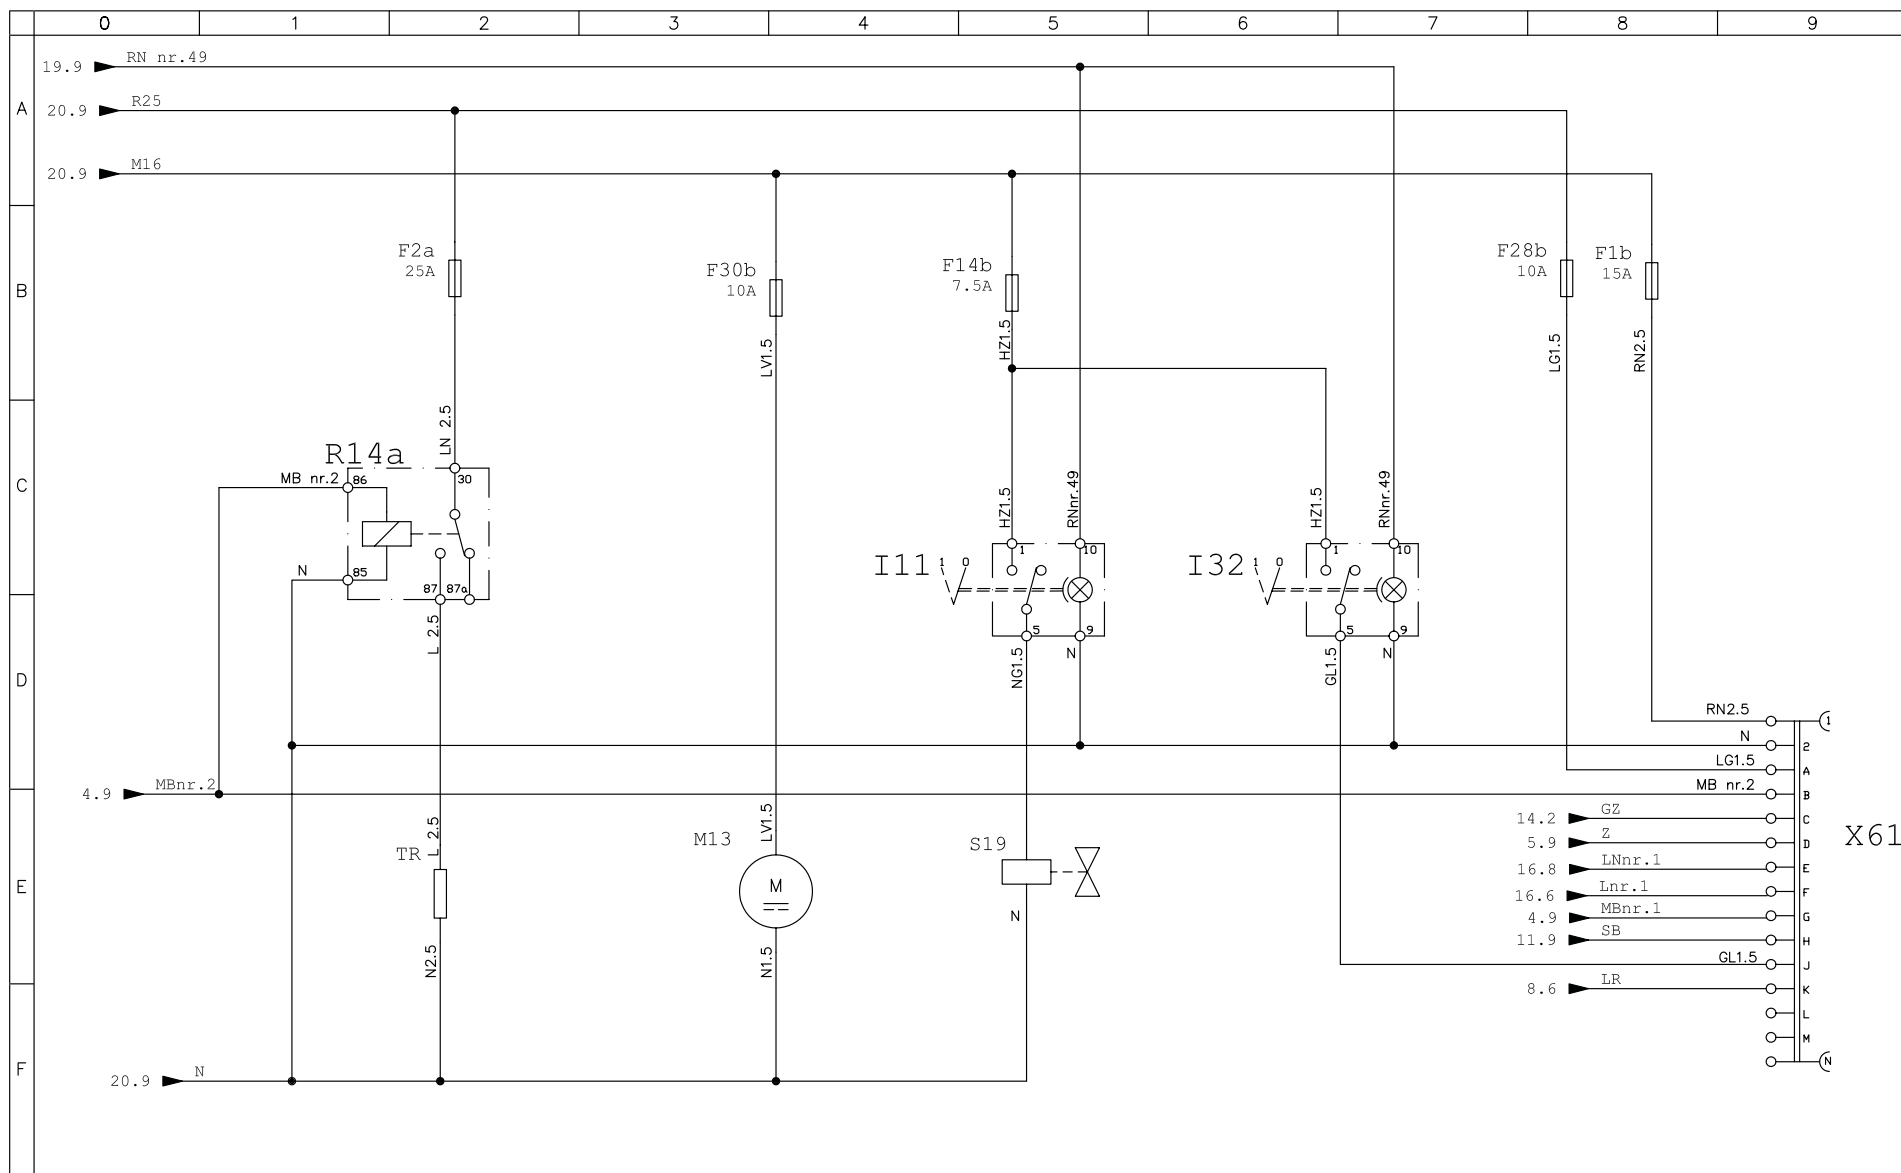 0 1 2 3 4 5 6 7 8 9
19.9 RN nr.49
A 20.9 R25
20.9 M16
F2a
25A
F30b
10A
F14b
7.5A
F28b
10A
F1b
15A
B
HZ1.5
LV1.5
LG1.5
RN2.5
LN 2.5
R14a
MB nr.2 86
30
C
HZ1.5
RNnr.49
HZ1.5
RNnr.49
1
10
1
10
I11 1 0
I32 1 0
N 85
87 87a
5
9
5
9
L 2.5
NG1.5
N
GL1.5
N
D
RN2.5 1
N 2
LG1.5 A
4.9 MBnr.2
MB nr.2 B
14.2 GZ C
5.9 Z D
16.8 LNnr.1 E
16.6 Lnr.1 F
4.9 MBnr.1 G
11.9 SB H
GL1.5 J
8.6 LR K
L
M
N
X61
L 2.5
TR
LV1.5
M13
S19
E
M
N
N2.5
N1.5
F
20.9 N